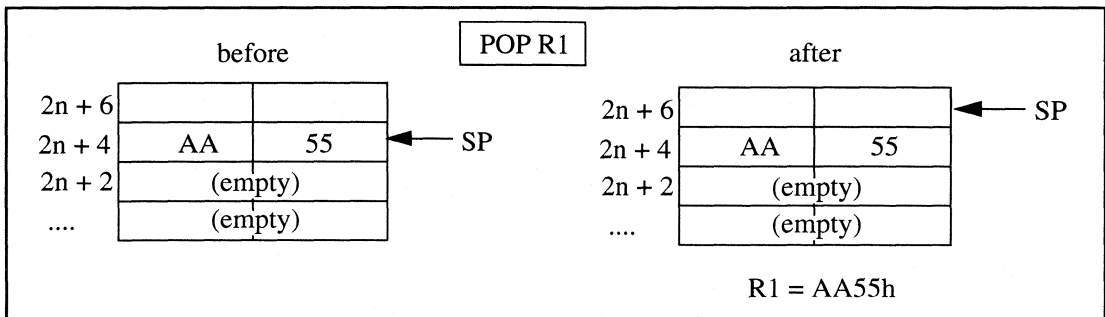 POP R1
before
after
2n + 6
2n + 4 AA 55 SP
2n + 2 (empty)
.... (empty)
2n + 6 SP
2n + 4 AA 55
2n + 2 (empty)
.... (empty)
R1 = AA55h